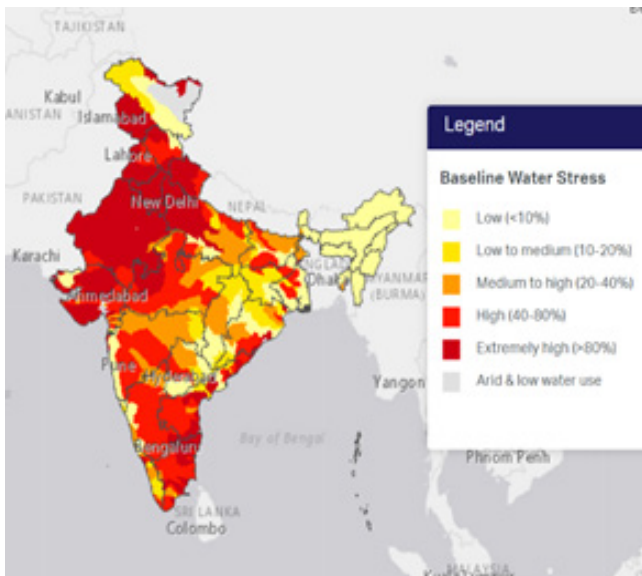 TAJIKISTAN
Kabul
ANISTAN
Islamabad
Lahore
PAKISTAN
New Delhi
NEPAL
Karachi
Ahmedabad
Dhak
MYANMAR
(BURMA)
Pune
Hyderabad
Yangon
Bay of Bengal
Bengaluru
SRI LANKA
Colombo
Phnom Penh
MALAYSIA
Legend
Baseline Water Stress
Low (<10%)
Low to medium (10-20%)
Medium to high (20-40%)
High (40-80%)
Extremely high (>80%)
Arid & low water use